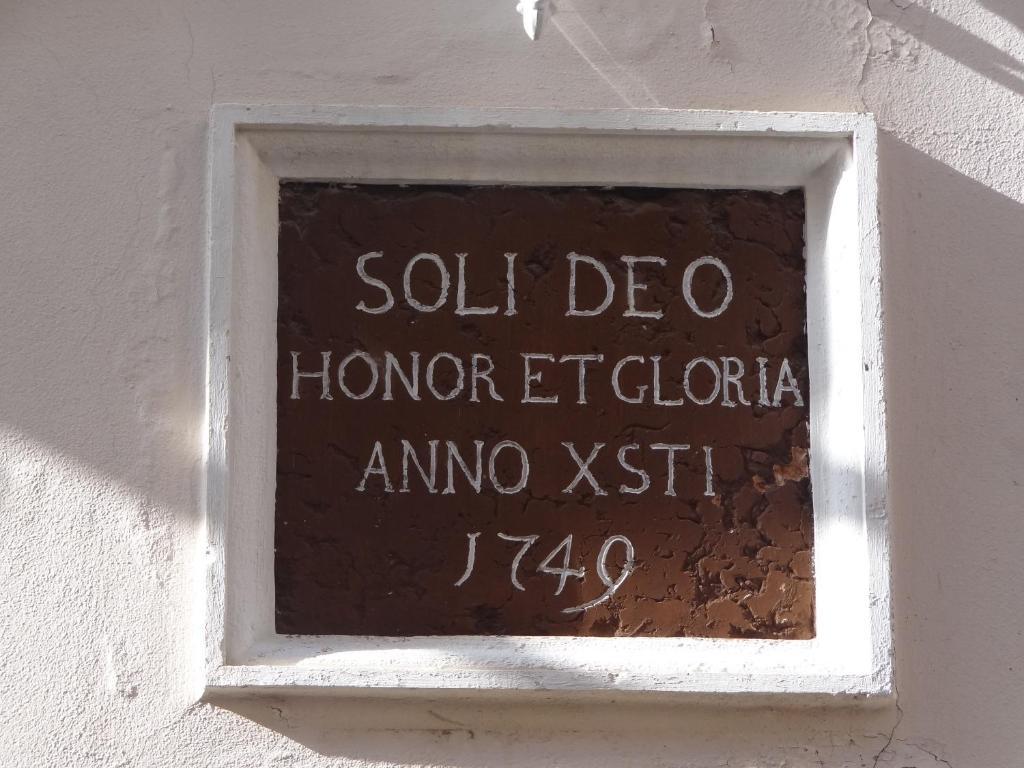 SOLI DEO
HONOR ET GLORIA
ANNO XSTI
1749